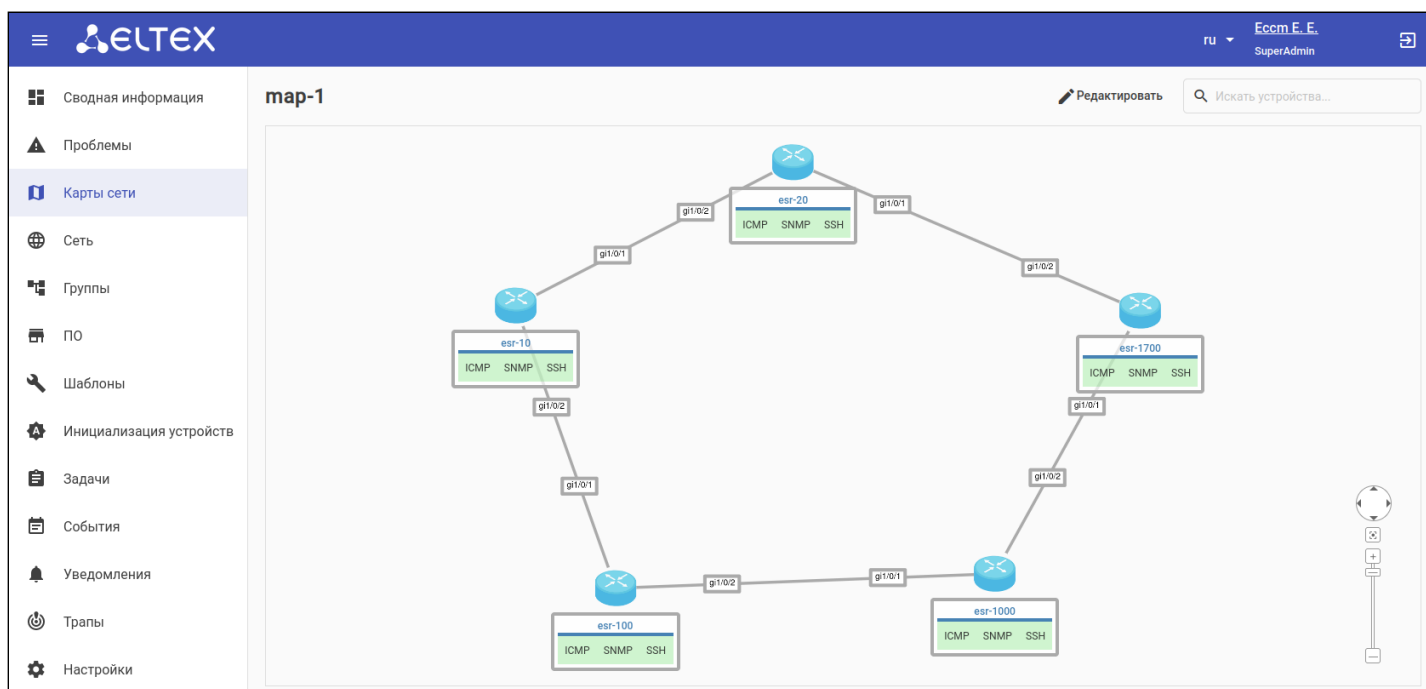 ELTEX
ru
Eccm E. E.
SuperAdmin
Сводная информация
Проблемы
Карты сети
Сеть
Группы
ПО
Шаблоны
Инициализация устройств
Задачи
События
Уведомления
Трапы
Настройки
map-1
Редактировать
Искать устройства...
esr-20
ICMP SNMP SSH
gi1/0/2
gi1/0/1
gi1/0/1
gi1/0/2
esr-10
ICMP SNMP SSH
esr-1700
ICMP SNMP SSH
gi1/0/2
gi1/0/1
gi1/0/1
gi1/0/2
gi1/0/2
gi1/0/1
esr-100
ICMP SNMP SSH
esr-1000
ICMP SNMP SSH